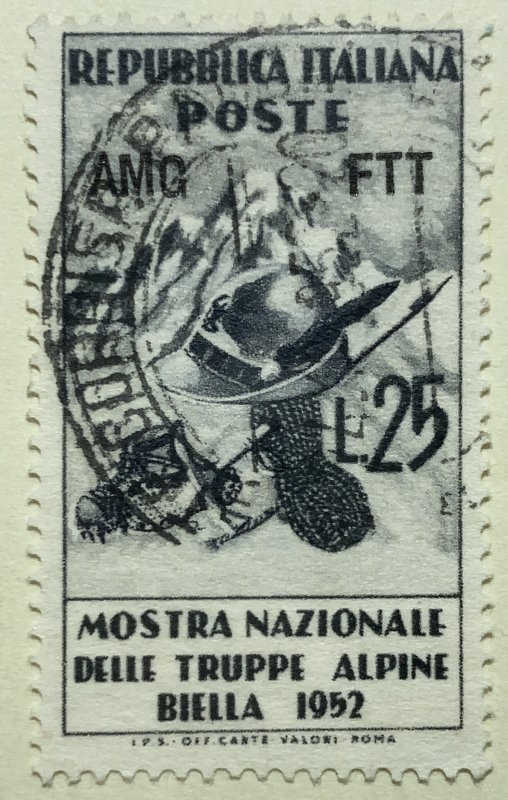 REPUBBLICA ITALIANA
POSTE
AMG FTT
L.25
MOSTRA NAZIONALE
DELLE TRUPPE ALPINE
BIELLA 1952
I.P.S. - OFF. CARTE VALORI - ROMA